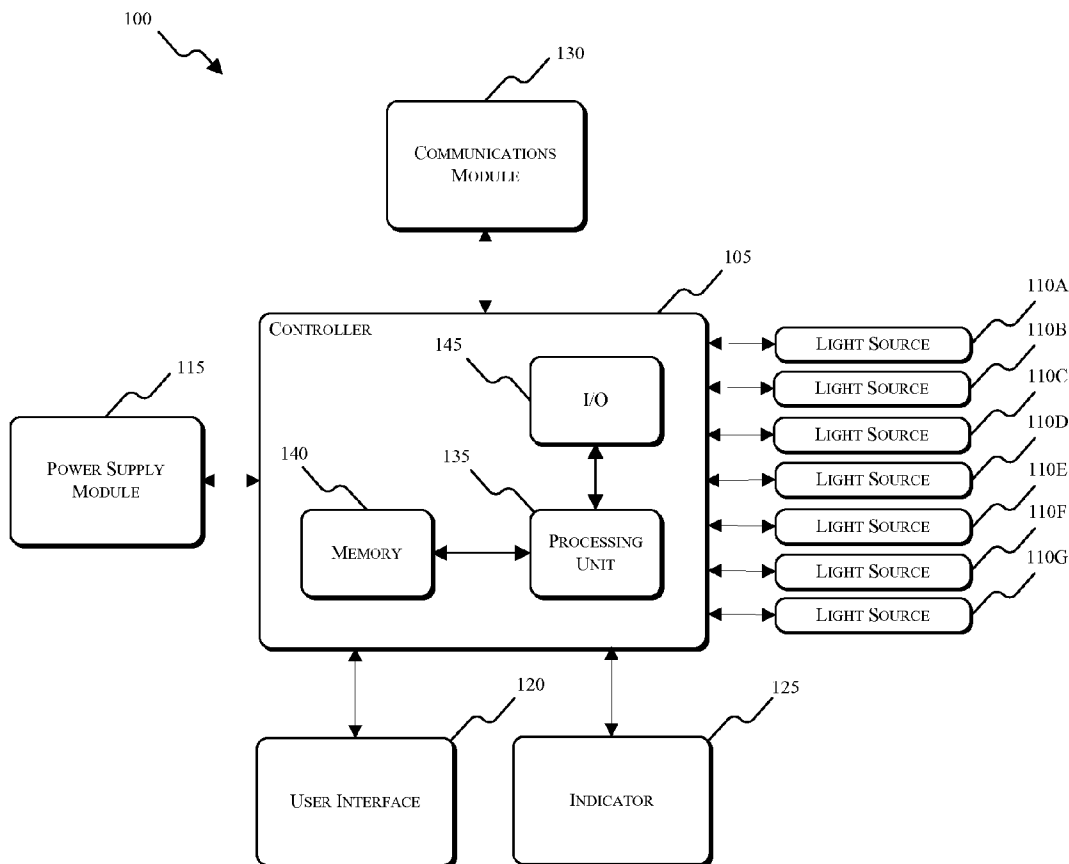 100
130
COMMUNICATIONS
MODULE
105
CONTROLLER
110A
LIGHT SOURCE
110B
LIGHT SOURCE
110C
LIGHT SOURCE
110D
LIGHT SOURCE
110E
LIGHT SOURCE
110F
LIGHT SOURCE
110G
LIGHT SOURCE
145
I/O
115
POWER SUPPLY
MODULE
140
MEMORY
135
PROCESSING
UNIT
120
USER INTERFACE
125
INDICATOR